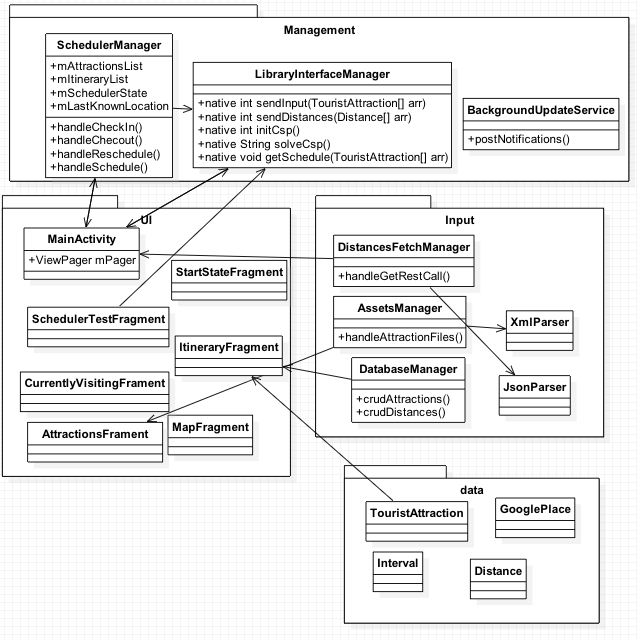 Management
SchedulerManager
+mAttractionsList
+mItineraryList
+mSchedulerState
+mLastKnownLocation
+handleCheckIn()
+handleChecout()
+handleReschedule()
+handleSchedule()
LibraryInterfaceManager
+native int sendInput(TouristAttraction[] arr)
+native int sendDistances(Distance[] arr)
+native int initCsp()
+native String solveCsp()
+native void getSchedule(TouristAttraction[] arr)
BackgroundUpdateService
+postNotifications()
UI
MainActivity
+ViewPager mPager
StartStateFragment
SchedulerTestFragment
ItineraryFragment
CurrentlyVisitingFrament
AttractionsFrament
MapFragment
Input
DistancesFetchManager
+handleGetRestCall()
AssetsManager
+handleAttractionFiles()
XmlParser
DatabaseManager
+crudAttractions()
+crudDistances()
JsonParser
data
TouristAttraction
GooglePlace
Interval
Distance